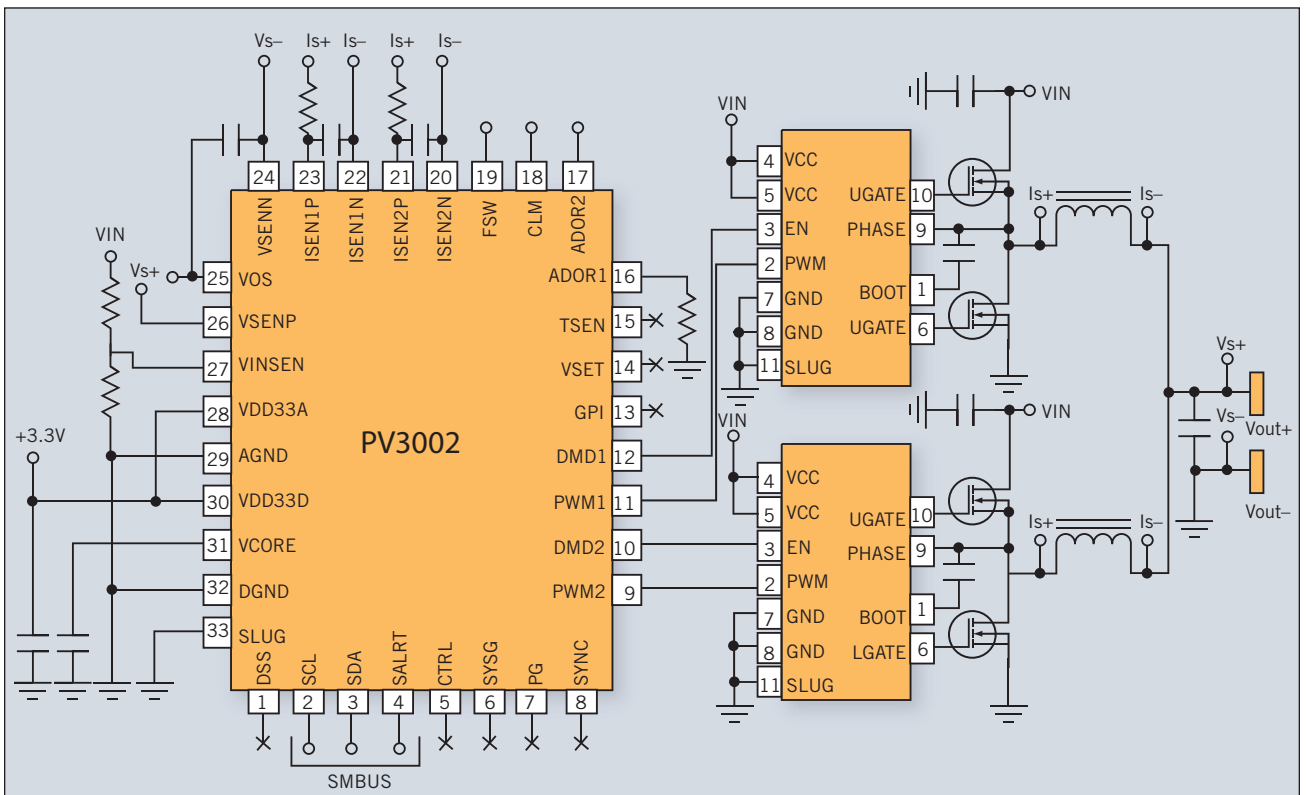 Vs– Is+ Is– Is+ Is–
24 23 22 21 20 19 18 17
VSENN ISEN1P ISEN1N ISEN2P ISEN2N FSW CLM ADOR2
VIN
Vs+
25 VOS
26 VSENP
27 VINSEN
28 VDD33A
+3.3V
29 AGND
30 VDD33D
31 VCORE
32 DGND
33 SLUG
PV3002
ADOR1 16
TSEN 15
VSET 14
GPI 13
DMD1 12
PWM1 11
DMD2 10
PWM2 9
DSS SCL SDA SALRT CTRL SYSG PG SYNC
1 2 3 4 5 6 7 8
SMBUS
VIN
VIN
4 VCC
5 VCC
3 EN
2 PWM
7 GND
8 GND
11 SLUG
UGATE 10
PHASE 9
BOOT 1
UGATE 6
Is+ Is–
VIN
VIN
4 VCC
5 VCC
3 EN
2 PWM
7 GND
8 GND
11 SLUG
UGATE 10
PHASE 9
BOOT 1
LGATE 6
Is+ Is–
Vs+
Vout+
Vs–
Vout–